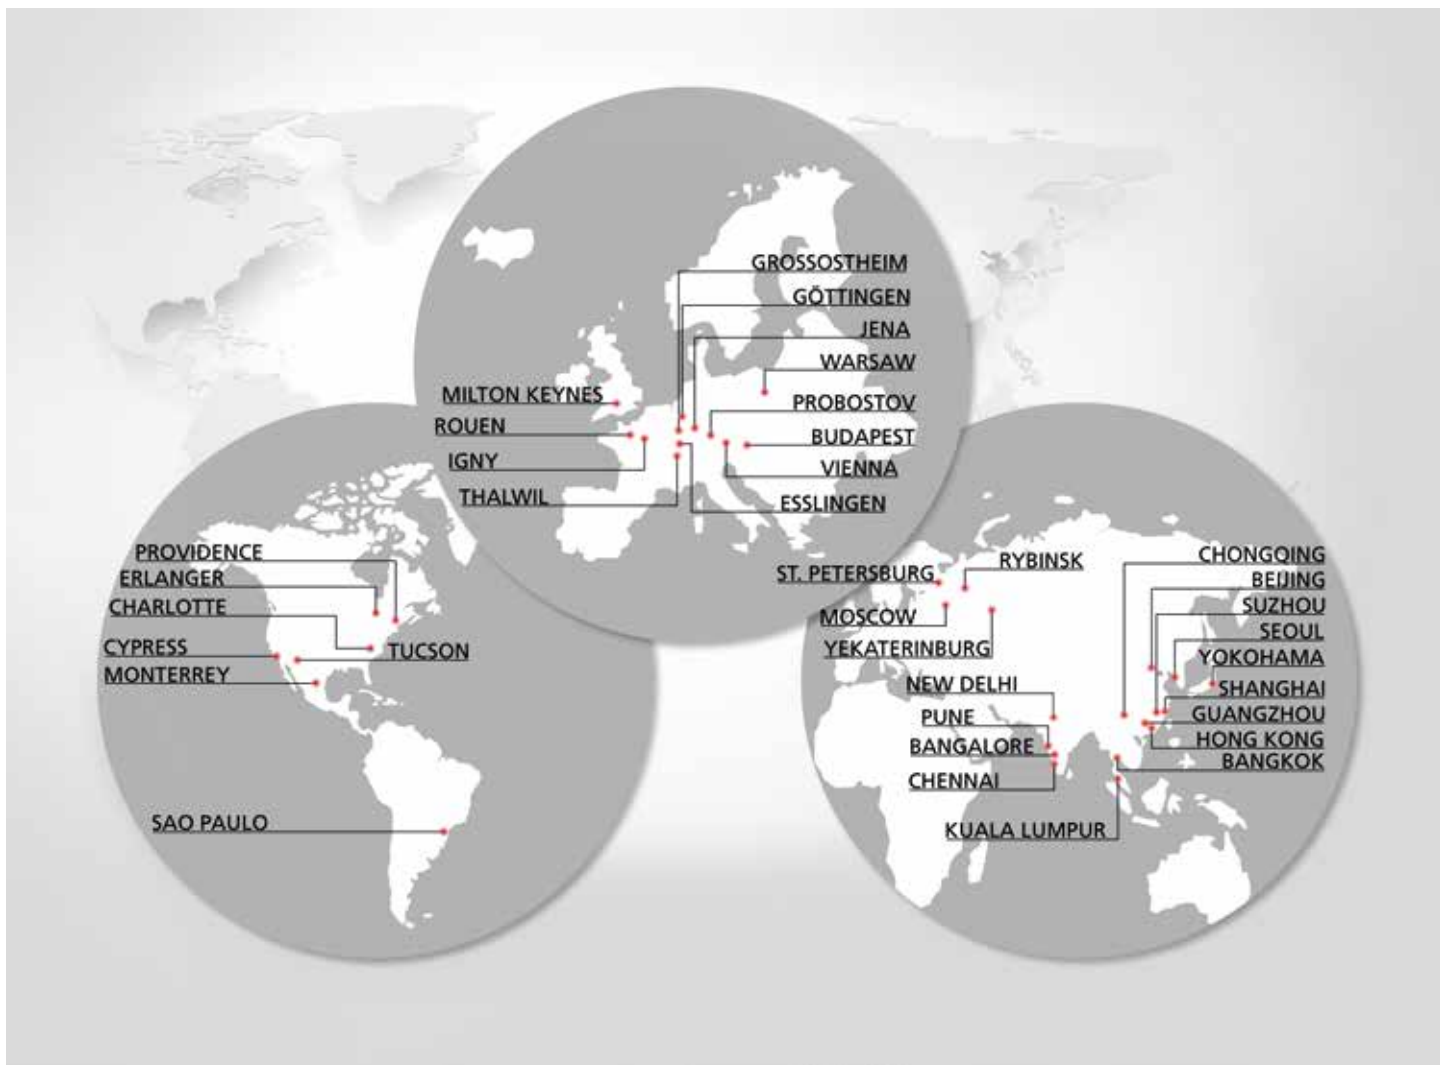 GROSSOSTHEIM
GÖTTINGEN
JENA
WARSAW
MILTON KEYNES
PROBOSTOV
ROUEN
BUDAPEST
IGNY
VIENNA
THALWIL
ESSLINGEN
PROVIDENCE
ERLANGER
CHARLOTTE
CYPRESS
TUCSON
MONTERREY
SAO PAULO
ST. PETERSBURG
RYBINSK
MOSCOW
YEKATERINBURG
NEW DELHI
PUNE
BANGALORE
CHENNAI
KUALA LUMPUR
CHONGQING
BEIJING
SUZHOU
SEOUL
YOKOHAMA
SHANGHAI
GUANGZHOU
HONG KONG
BANGKOK